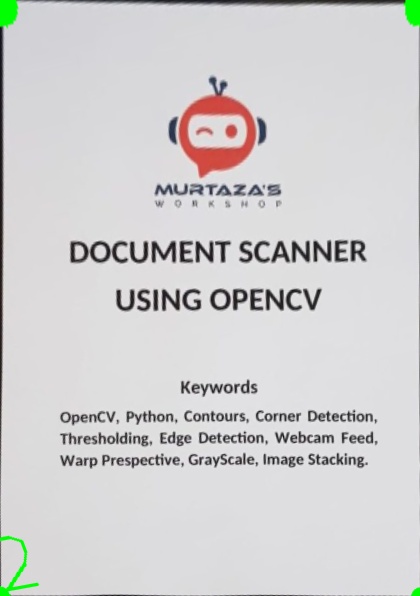 MURTAZA'S
WORKSHOP
DOCUMENT SCANNER
USING OPENCV
Keywords
OpenCV, Python, Contours, Corner Detection,
Thresholding, Edge Detection, Webcam Feed,
Warp Prespective, GrayScale, Image Stacking.
2